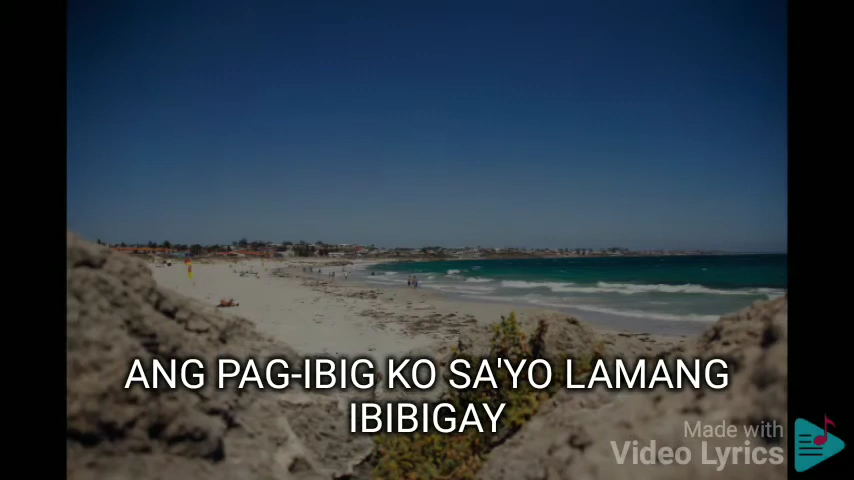 ANG PAG-IBIG KO SA'YO LAMANG
IBIBIGAY
Made with
Video Lyrics